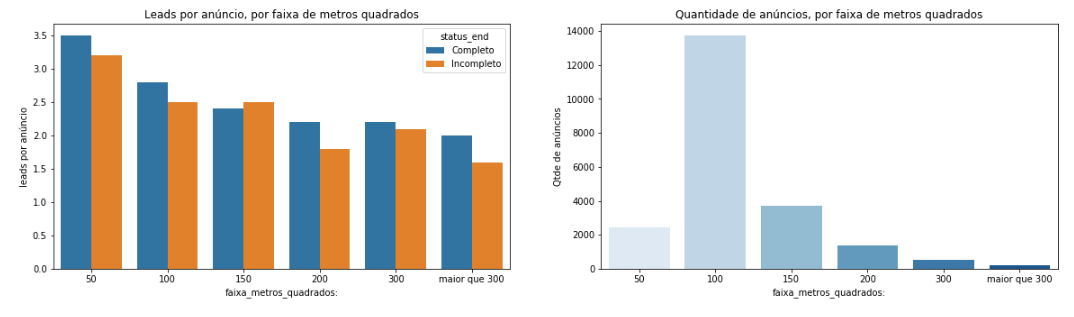 Leads por anúncio, por faixa de metros quadrados
leads por anúncio
3.5
3.0
2.5
2.0
1.5
1.0
0.5
0.0
status_end
Completo
Incompleto
50 100 150 200 300 maior que 300
faixa_metros_quadrados:
Quantidade de anúncios, por faixa de metros quadrados
Qtde de anúncios
14000
12000
10000
8000
6000
4000
2000
0
50 100 150 200 300 maior que 300
faixa_metros_quadrados: